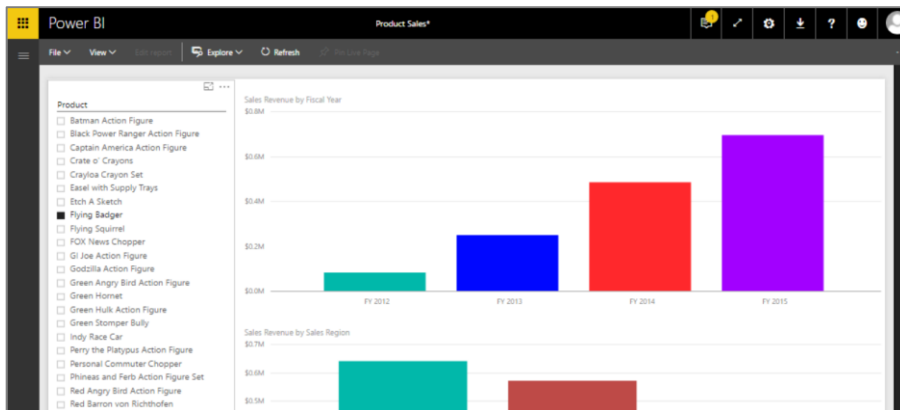 Power BI
Product Sales*
1
?
File
View
Edit report
Explore
Refresh
Pin Live Page
Product
Batman Action Figure
Black Power Ranger Action Figure
Captain America Action Figure
Crate o' Crayons
Crayloa Crayon Set
Easel with Supply Trays
Etch A Sketch
Flying Badger
Flying Squirrel
FOX News Chopper
GI Joe Action Figure
Godzilla Action Figure
Green Angry Bird Action Figure
Green Hornet
Green Hulk Action Figure
Green Stomper Bully
Indy Race Car
Perry the Platypus Action Figure
Personal Commuter Chopper
Phineas and Ferb Action Figure Set
Red Angry Bird Action Figure
Red Barron von Richthofen
Sales Revenue by Fiscal Year
$0.8M
$0.6M
$0.4M
$0.2M
$0.0M
FY 2012
FY 2013
FY 2014
FY 2015
Sales Revenue by Sales Region
$0.7M
$0.6M
$0.5M